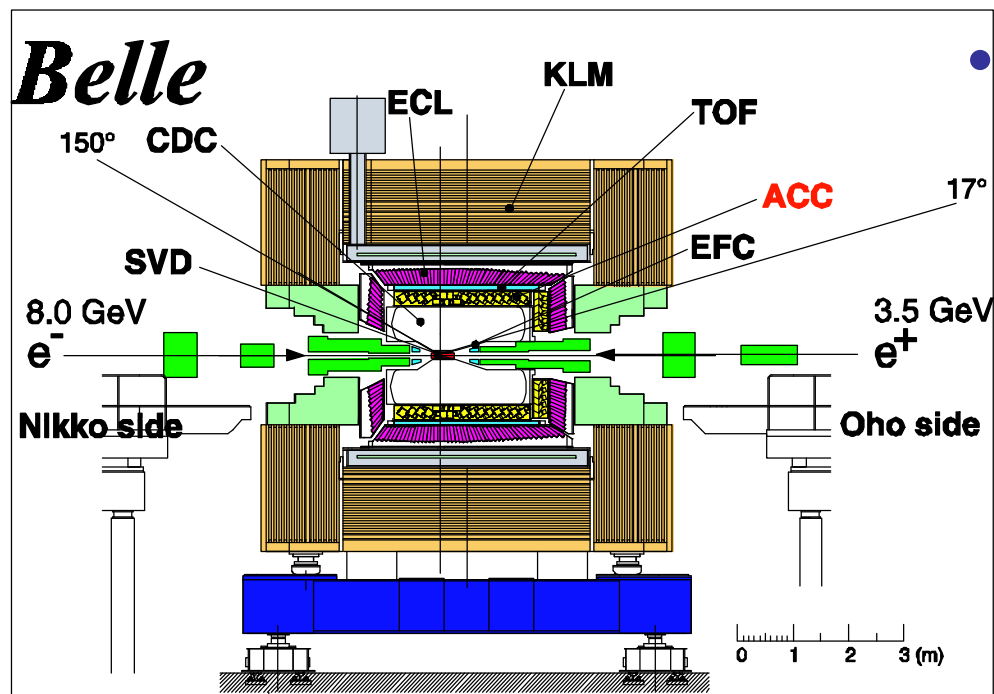 Belle
KLM
ECL
TOF
150°
CDC
ACC
17°
EFC
SVD
8.0 GeV
3.5 GeV
e-
e+
Nikko side
Oho side
0 1 2 3 (m)